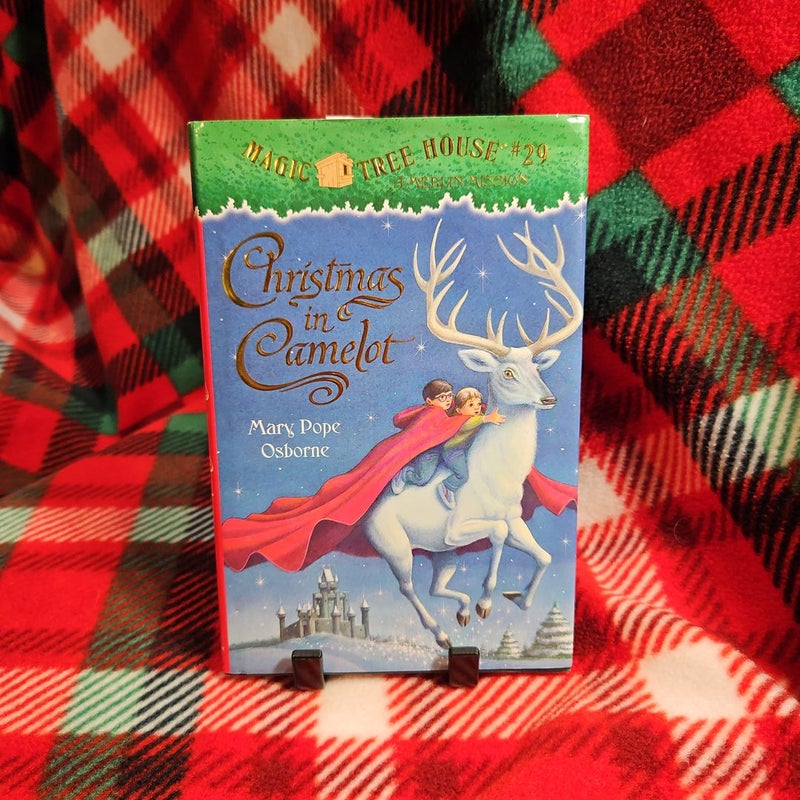 MAGIC TREE HOUSE® #29
A MERLIN MISSION
Christmas
in
Camelot
Mary Pope
Osborne